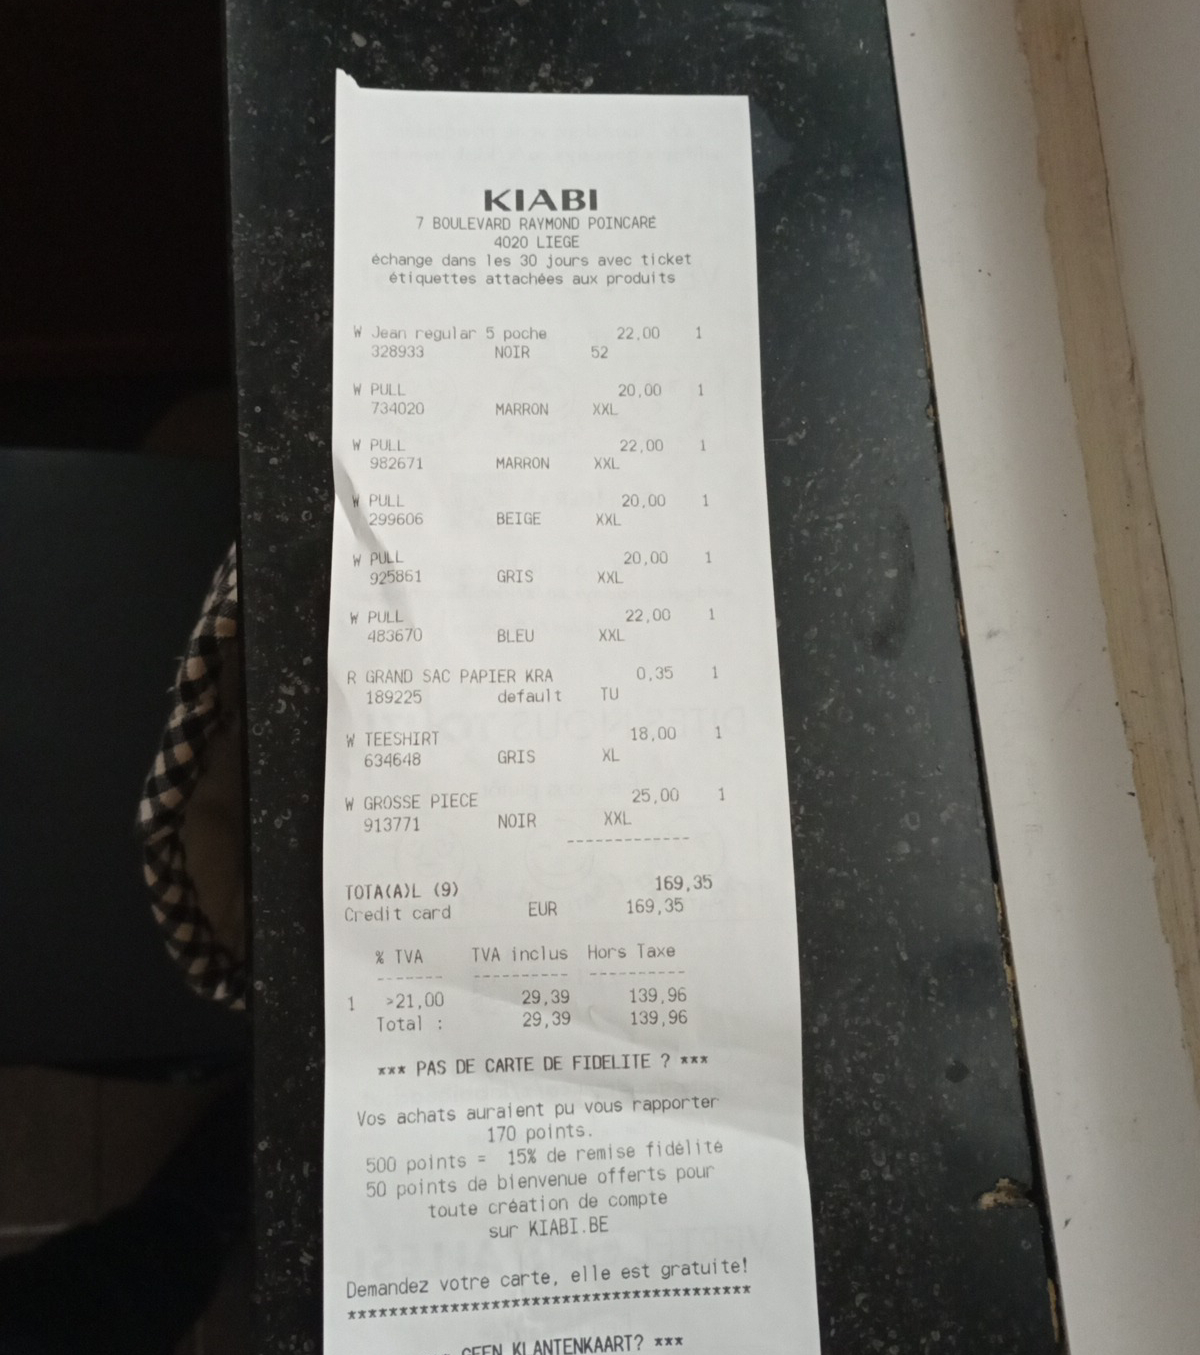 KIABI
7 BOULEVARD RAYMOND POINCARÉ
4020 LIEGE
échange dans les 30 jours avec ticket
étiquettes attachées aux produits
W Jean regular 5 poche 22,00 1
328933 NOIR 52
W PULL 20,00 1
734020 MARRON XXL
W PULL 22,00 1
982671 MARRON XXL
W PULL 20,00 1
299606 BEIGE XXL
W PULL 20,00 1
925861 GRIS XXL
W PULL 22,00 1
483670 BLEU XXL
R GRAND SAC PAPIER KRA 0,35 1
189225 default TU
W TEESHIRT 18,00 1
634648 GRIS XL
W GROSSE PIECE 25,00 1
913771 NOIR XXL
------------
TOTA(A)L (9) 169,35
Credit card EUR 169,35
% TVA TVA inclus Hors Taxe
------- ---------- ----------
1 >21,00 29,39 139,96
Total : 29,39 139,96
*** PAS DE CARTE DE FIDELITE ? ***
Vos achats auraient pu vous rapporter
170 points.
500 points = 15% de remise fidélité
50 points de bienvenue offerts pour
toute création de compte
sur KIABI.BE
Demandez votre carte, elle est gratuite!
****************************************
GEEN KLANTENKAART? ***